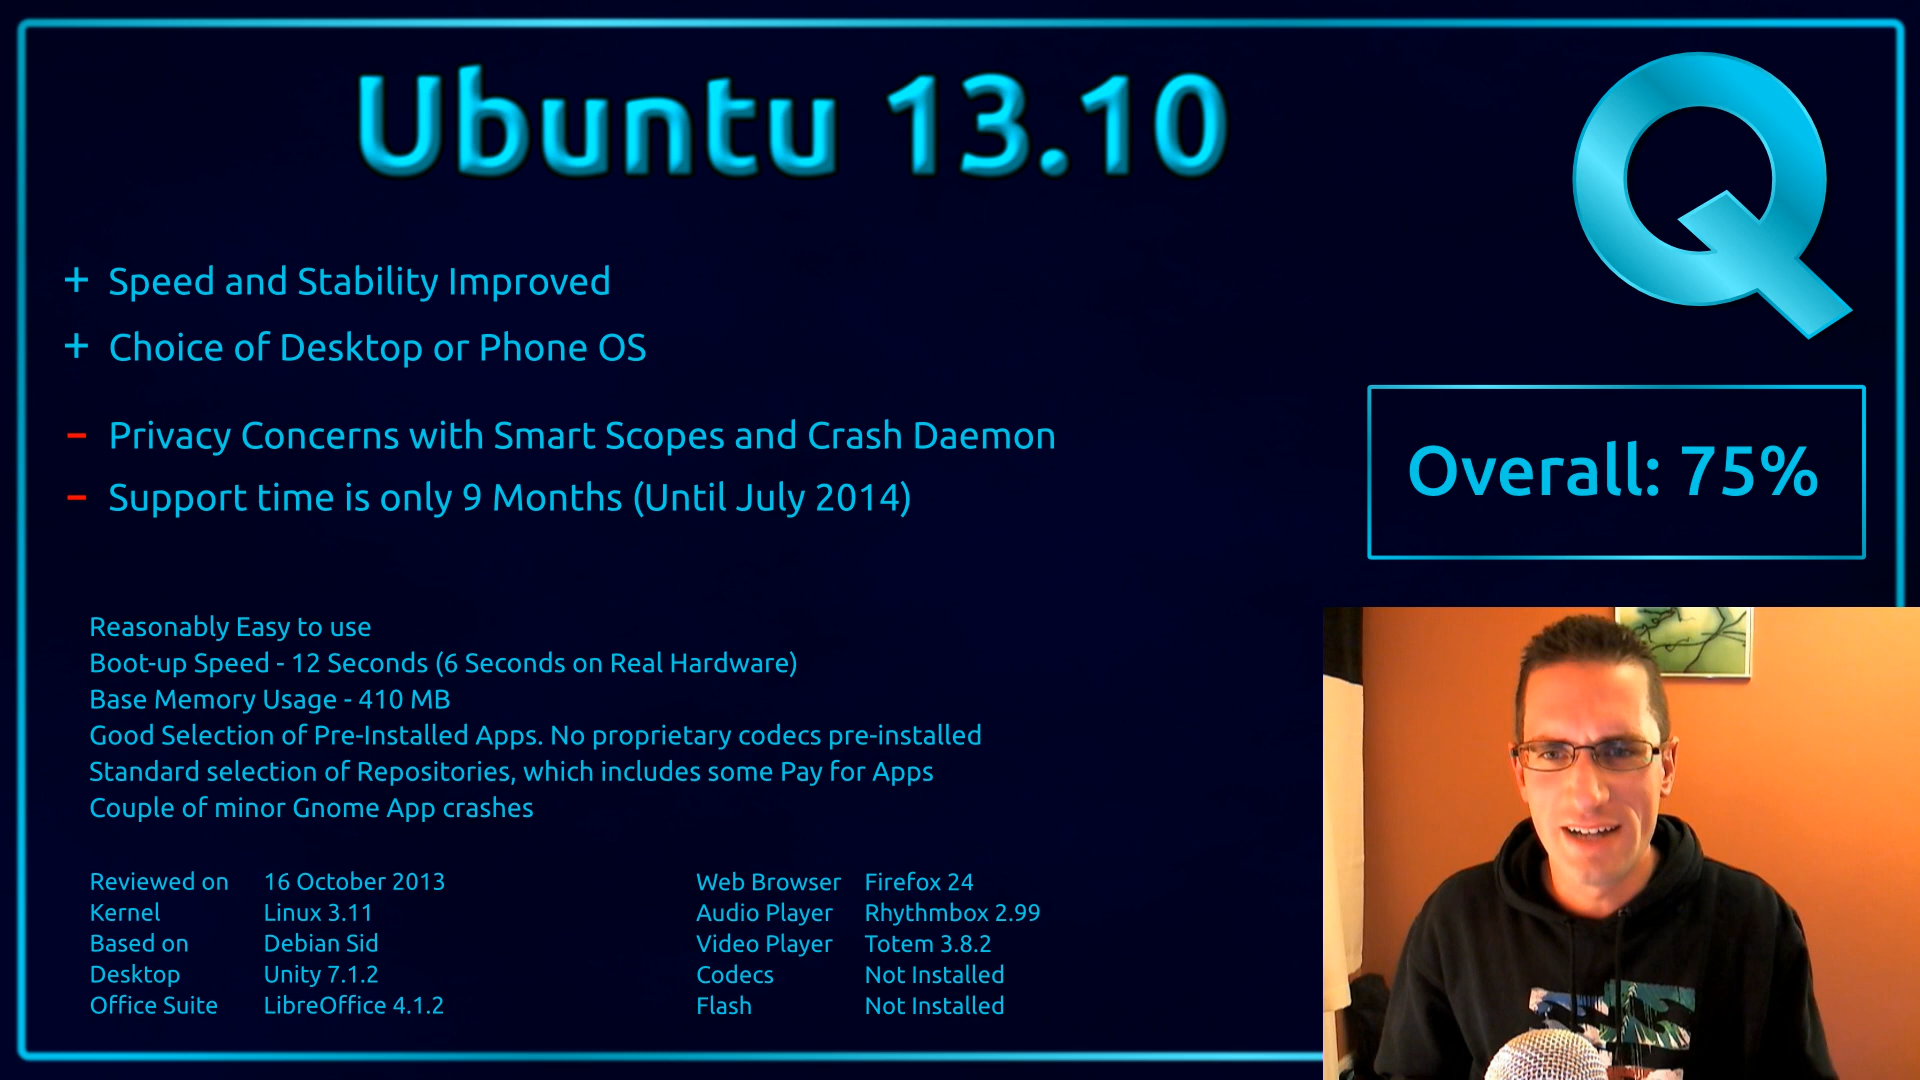 Ubuntu 13.10
Q
+ Speed and Stability Improved
+ Choice of Desktop or Phone OS
- Privacy Concerns with Smart Scopes and Crash Daemon
- Support time is only 9 Months (Until July 2014)
Overall: 75%
Reasonably Easy to use
Boot-up Speed - 12 Seconds (6 Seconds on Real Hardware)
Base Memory Usage - 410 MB
Good Selection of Pre-Installed Apps. No proprietary codecs pre-installed
Standard selection of Repositories, which includes some Pay for Apps
Couple of minor Gnome App crashes
Reviewed on 16 October 2013
Kernel Linux 3.11
Based on Debian Sid
Desktop Unity 7.1.2
Office Suite LibreOffice 4.1.2
Web Browser Firefox 24
Audio Player Rhythmbox 2.99
Video Player Totem 3.8.2
Codecs Not Installed
Flash Not Installed